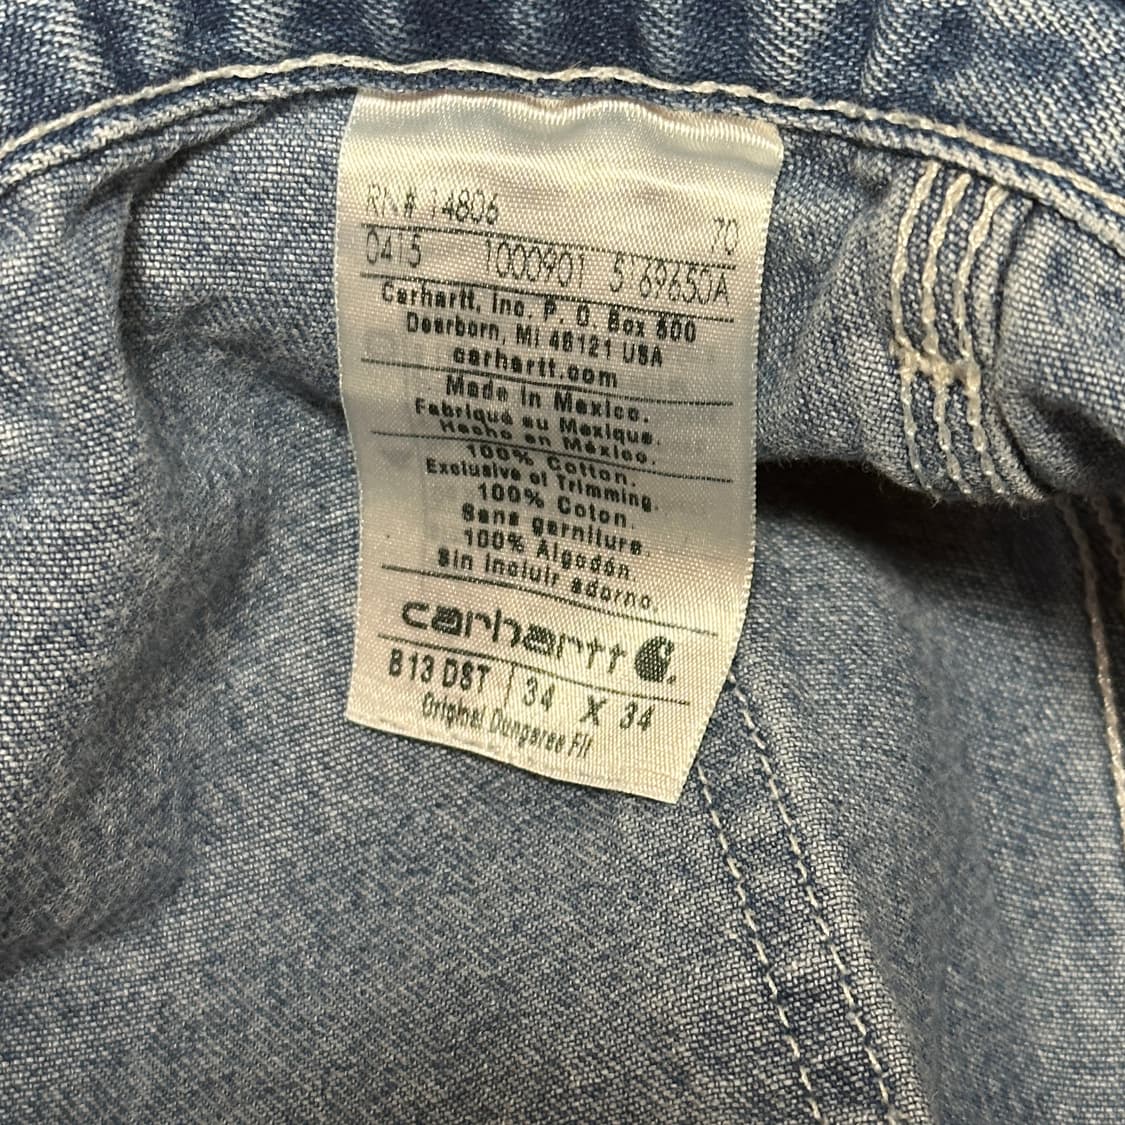 RN# 14806 70
0415 1000901 5169650A
Carhartt, Inc. P. O. Box 600
Dearborn, MI 48121 USA
carhartt.com
Made in Mexico.
Fabriqué au Mexique.
Hecho en México.
100% Cotton.
Exclusive of Trimming.
100% Coton.
Sans garniture.
100% Algodón.
Sin incluir adorno.
carhartt
B13 DST 34 X 34
Original Dungaree Fit